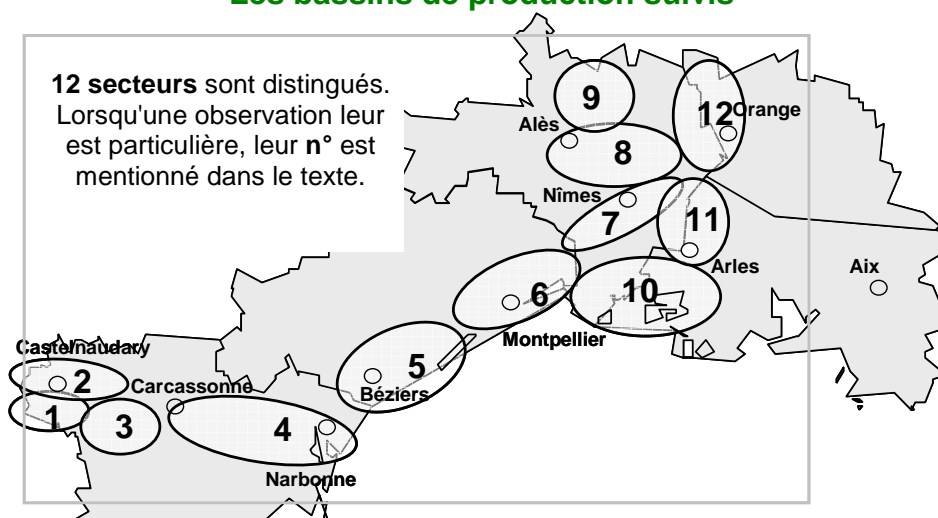 Les bassins de production suivis
12 secteurs sont distingués.
Lorsqu'une observation leur
est particulière, leur n° est
mentionné dans le texte.
9
12
Orange
Alès
8
Nîmes
7
11
Arles
Aix
6
10
Montpellier
Castelnaudary
5
2
Carcassonne
Béziers
1
3
4
Narbonne